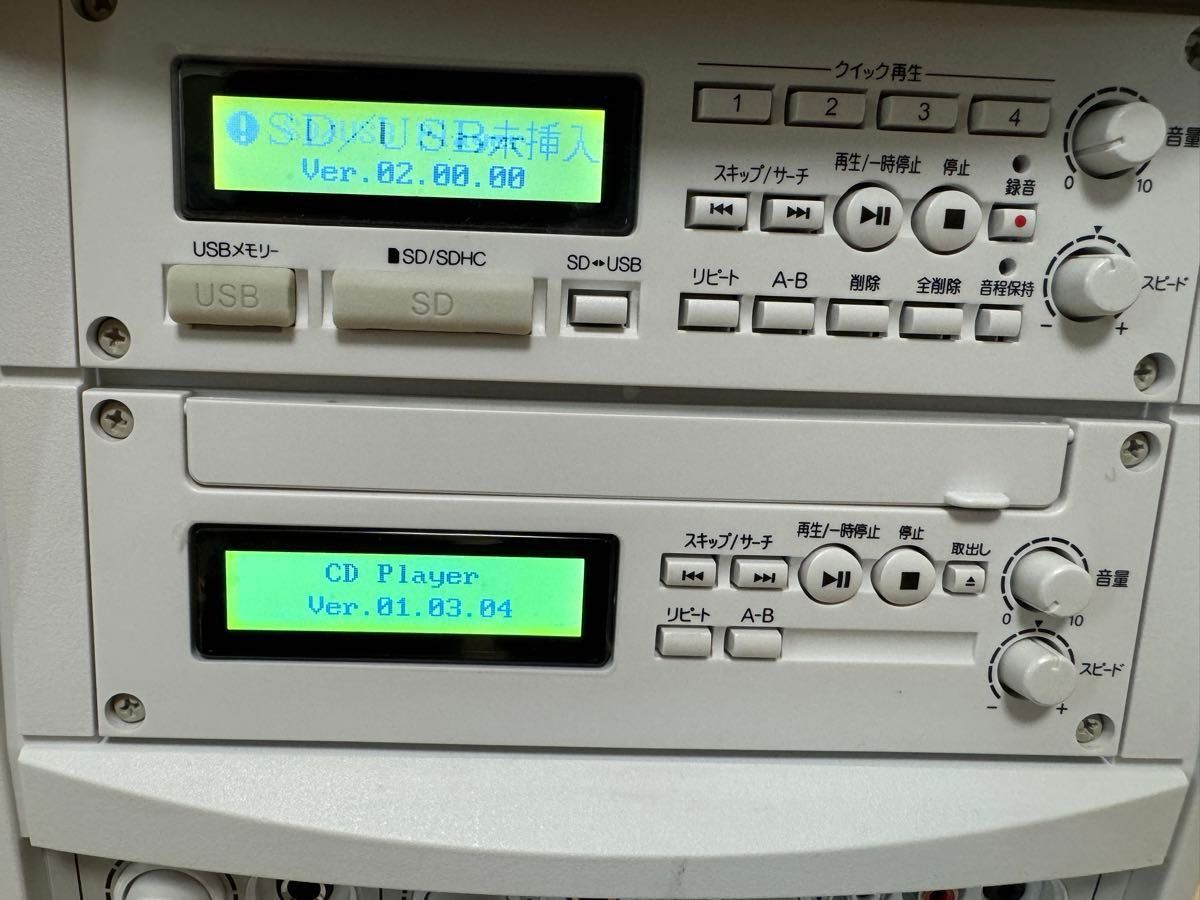 クイック再生
1 2 3 4
SD/USB未挿入
Ver.02.00.00
音量
0 10
スキップ/サーチ
再生/一時停止
停止
録音
USBメモリー
SD/SDHC
SD◂▸USB
USB
SD
リピート
A-B
削除
全削除
音程保持
スピード
- +
CD Player
Ver.01.03.04
スキップ/サーチ
再生/一時停止
停止
取出し
音量
0 10
リピート
A-B
スピード
- +